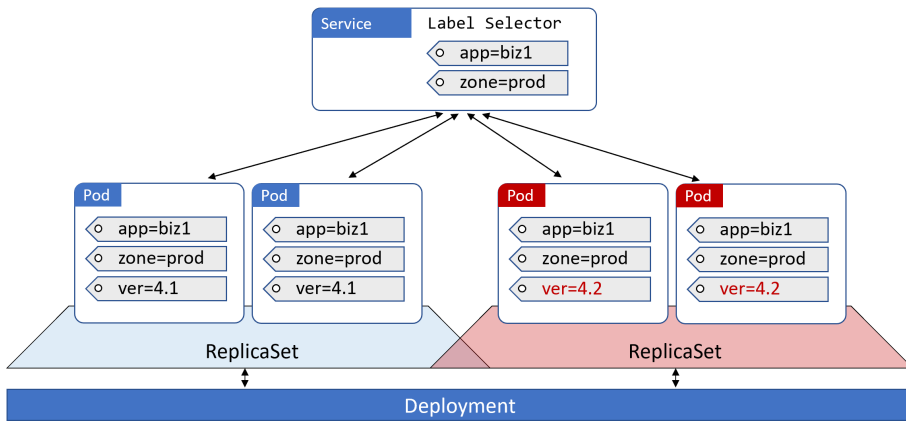 Service
Label Selector
app=biz1
zone=prod
Pod
app=biz1
zone=prod
ver=4.1
Pod
app=biz1
zone=prod
ver=4.1
Pod
app=biz1
zone=prod
ver=4.2
Pod
app=biz1
zone=prod
ver=4.2
ReplicaSet
ReplicaSet
Deployment